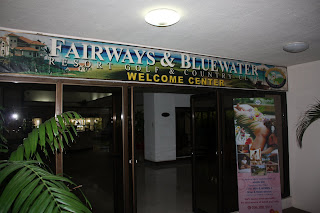 FAIRWAYS & BLUEWATER
RESORT GOLF & COUNTRY CLUB
WELCOME CENTER